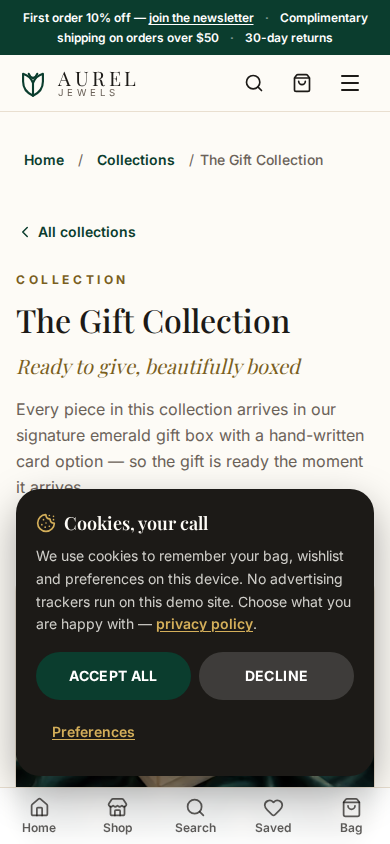 First order 10% off — join the newsletter · Complimentary
shipping on orders over $50 · 30-day returns
AUREL
JEWELS
Home / Collections / The Gift Collection
All collections
COLLECTION
The Gift Collection
Ready to give, beautifully boxed
Every piece in this collection arrives in our
signature emerald gift box with a hand-written
card option — so the gift is ready the moment
it arrives
Cookies, your call
We use cookies to remember your bag, wishlist
and preferences on this device. No advertising
trackers run on this demo site. Choose what you
are happy with — privacy policy.
ACCEPT ALL DECLINE
Preferences
Home Shop Search Saved Bag